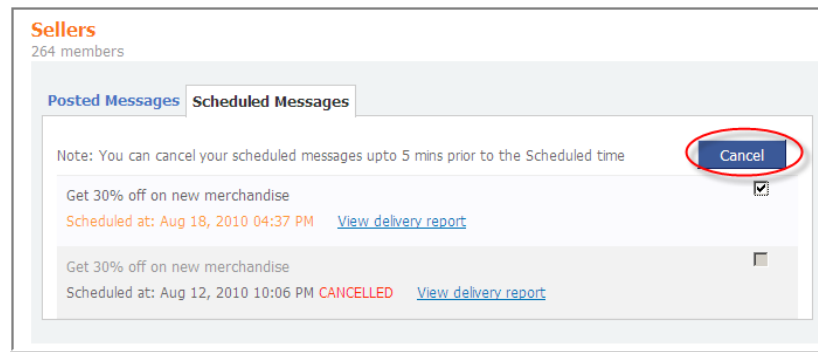 Sellers
264 members
Posted Messages Scheduled Messages
Note: You can cancel your scheduled messages upto 5 mins prior to the Scheduled time Cancel
Get 30% off on new merchandise
Scheduled at: Aug 18, 2010 04:37 PM View delivery report
Get 30% off on new merchandise
Scheduled at: Aug 12, 2010 10:06 PM CANCELLED View delivery report